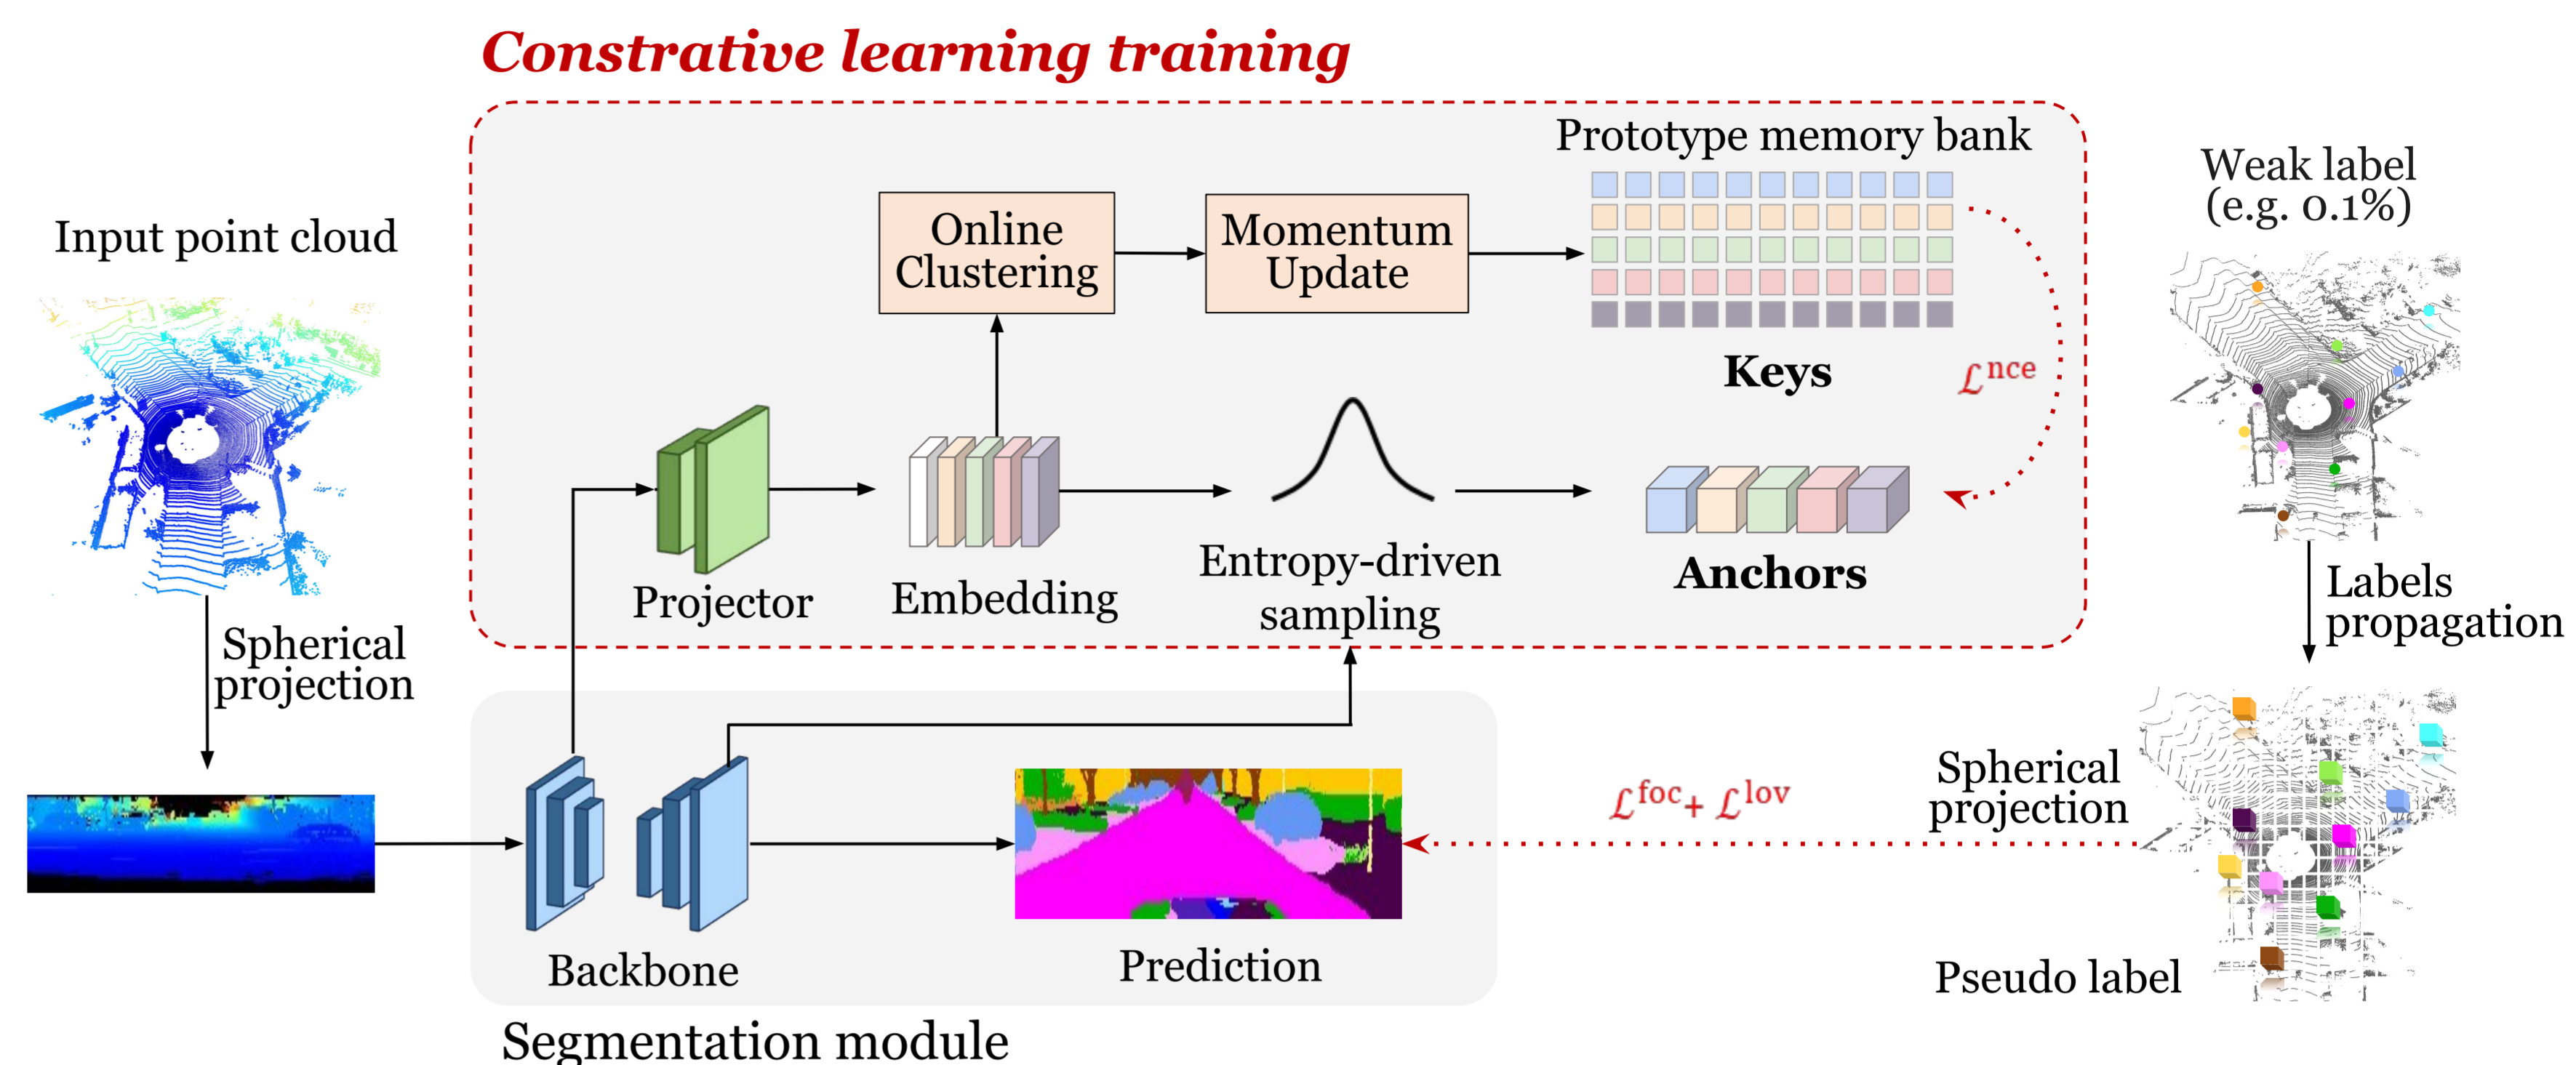 Constrative learning training
Prototype memory bank
Weak label
(e.g. 0.1%)
Input point cloud
Online
Clustering
Momentum
Update
Keys
ℒnce
Projector
Embedding
Entropy-driven
sampling
Anchors
Labels
propagation
Spherical
projection
Spherical
projection
ℒfoc+ ℒlov
Backbone
Prediction
Pseudo label
Segmentation module